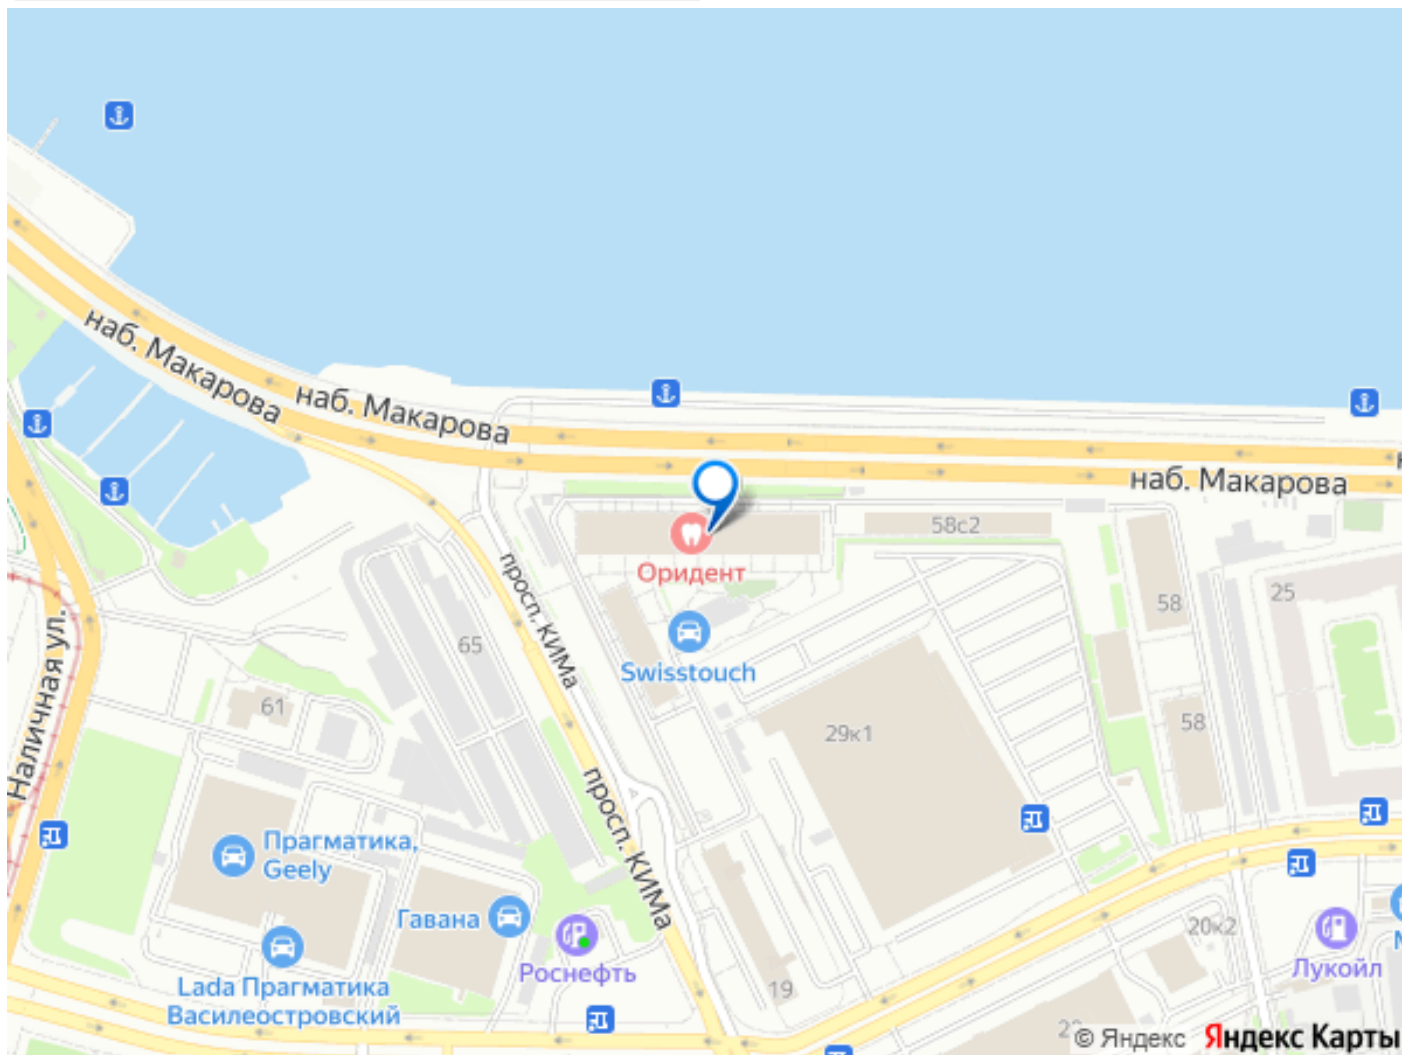 наб. Макарова
наб. Макарова
наб. Макарова
58с2
Оридент
просп. КИМа
25
58
65
Swisstouch
Наличная ул.
61
29к1
58
просп. КИМа
Прагматика,
Geely
Гавана
20к2
Роснефть
Лукойл
Lada Прагматика
Василеостровский
19
© Яндекс
Яндекс Карты